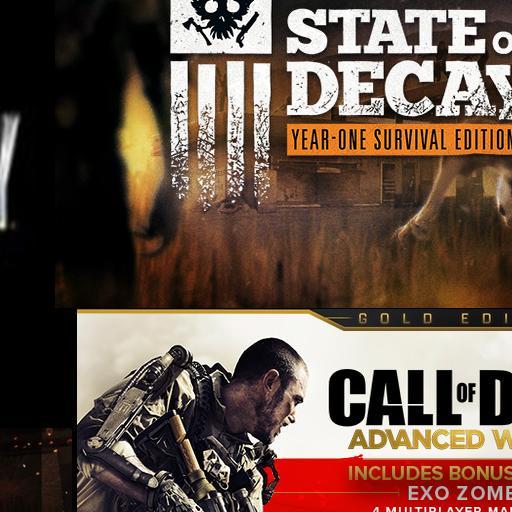 STATE O
DECAY
YEAR-ONE SURVIVAL EDITION
GOLD EDI
CALL OF D
ADVANCED W
INCLUDES BONUS
EXO ZOMB
4 MULTIPLAYER MA